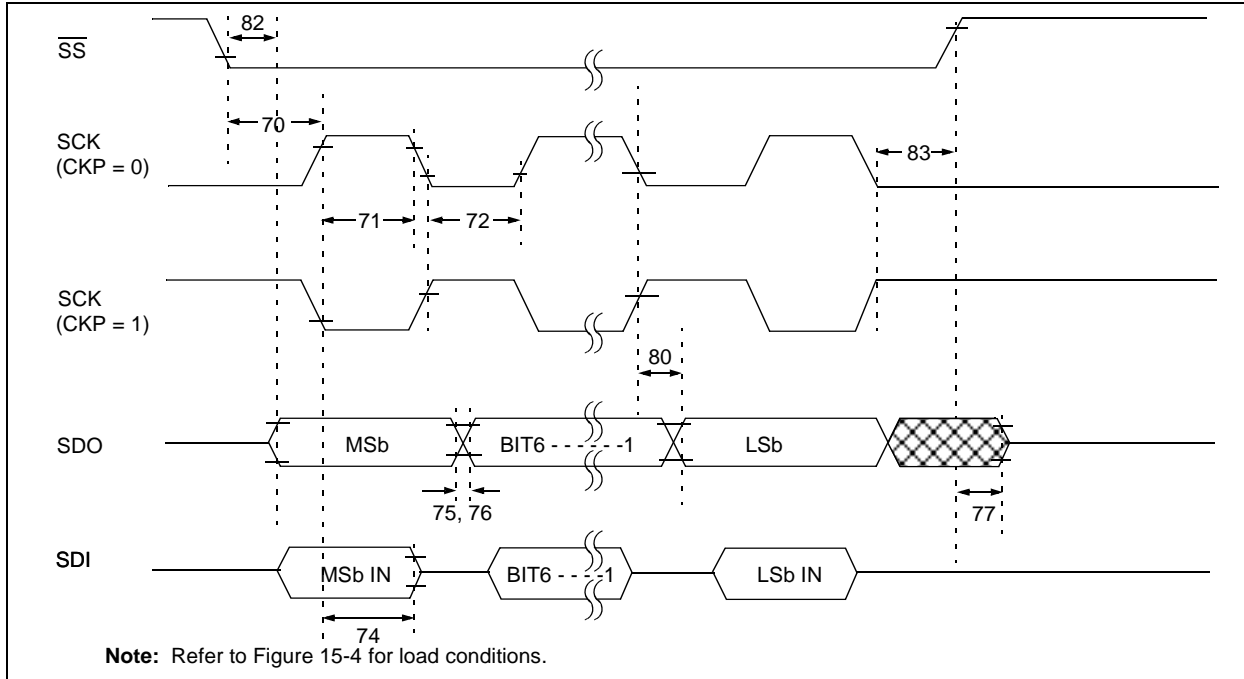 82
SS
70
SCK
(CKP = 0)
83
71
72
SCK
(CKP = 1)
80
SDO
MSb
BIT6 - - - - - -1
LSb
75, 76
77
SDI
MSb IN
BIT6 - - - -1
LSb IN
74
Note: Refer to Figure 15-4 for load conditions.